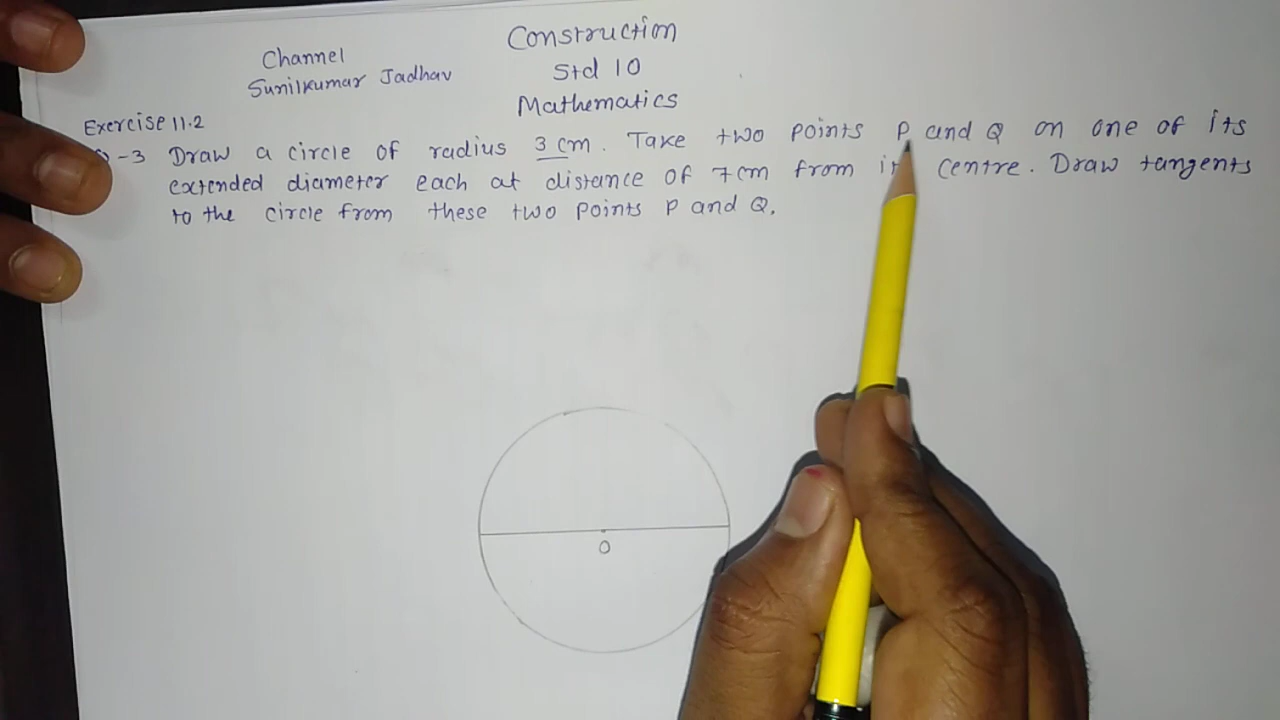 Construction
Channel
Sunilkumar Jadhav
Std 10
Mathematics
Exercise 11.2
-3 Draw a circle of radius 3 cm. Take two points P and Q on one of its
extended diameter each at distance of 7cm from centre. Draw tangents
to the circle from these two points P and Q.
O